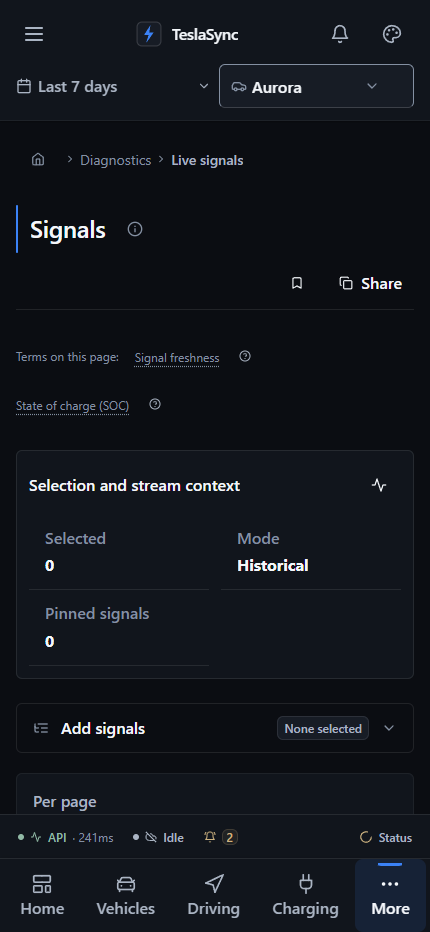 TeslaSync
Last 7 days
Aurora
Diagnostics
Live signals
Signals
Share
Terms on this page:
Signal freshness
State of charge (SOC)
Selection and stream context
Selected
0
Mode
Historical
Pinned signals
0
Add signals
None selected
Per page
API · 241ms
Idle
2
Status
Home
Vehicles
Driving
Charging
More